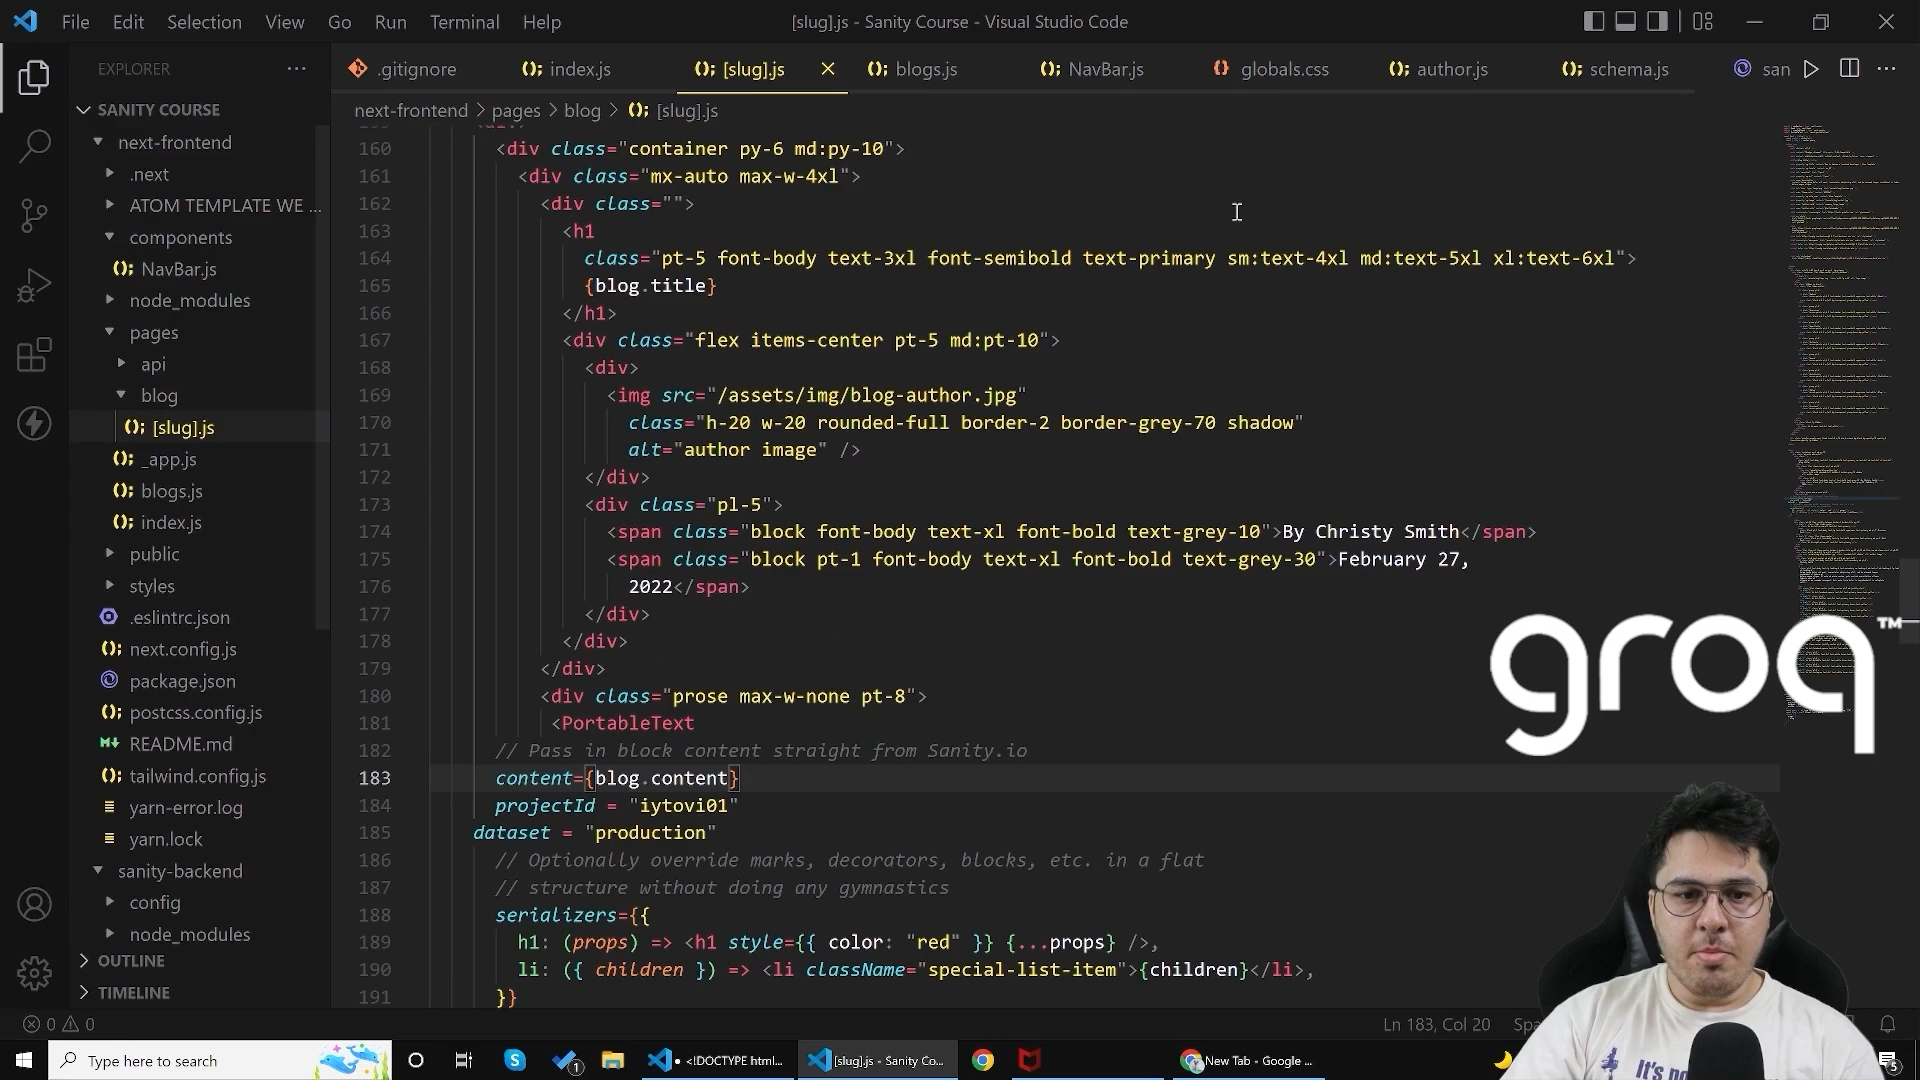 File Edit Selection View Go Run Terminal Help
[slug].js - Sanity Course - Visual Studio Code
EXPLORER
.gitignore
index.js
[slug].js
blogs.js
NavBar.js
globals.css
author.js
schema.js
san
SANITY COURSE
next-frontend
.next
ATOM TEMPLATE WE ...
components
NavBar.js
node_modules
pages
api
blog
[slug].js
_app.js
blogs.js
index.js
public
styles
.eslintrc.json
next.config.js
package.json
postcss.config.js
README.md
tailwind.config.js
yarn-error.log
yarn.lock
sanity-backend
config
node_modules
OUTLINE
TIMELINE
next-frontend > pages > blog > [slug].js
160 <div class="container py-6 md:py-10">
161 <div class="mx-auto max-w-4xl">
162 <div class="">
163 <h1
164 class="pt-5 font-body text-3xl font-semibold text-primary sm:text-4xl md:text-5xl xl:text-6xl">
165 {blog.title}
166 </h1>
167 <div class="flex items-center pt-5 md:pt-10">
168 <div>
169 <img src="/assets/img/blog-author.jpg"
170 class="h-20 w-20 rounded-full border-2 border-grey-70 shadow"
171 alt="author image" />
172 </div>
173 <div class="pl-5">
174 <span class="block font-body text-xl font-bold text-grey-10">By Christy Smith</span>
175 <span class="block pt-1 font-body text-xl font-bold text-grey-30">February 27,
176 2022</span>
177 </div>
178 </div>
179 </div>
180 <div class="prose max-w-none pt-8">
181 <PortableText
182 // Pass in block content straight from Sanity.io
183 content={blog.content}
184 projectId = "iytovi01"
185 dataset = "production"
186 // Optionally override marks, decorators, blocks, etc. in a flat
187 // structure without doing any gymnastics
188 serializers={{
189 h1: (props) => <h1 style={{ color: "red" }} {...props} />,
190 li: ({ children }) => <li className="special-list-item">{children}</li>,
191 }}
groq™
0 0
Ln 183, Col 20
Spa
Type here to search
1
<!DOCTYPE html...
[slug].js - Sanity Co...
New Tab - Google ...
5
It's no